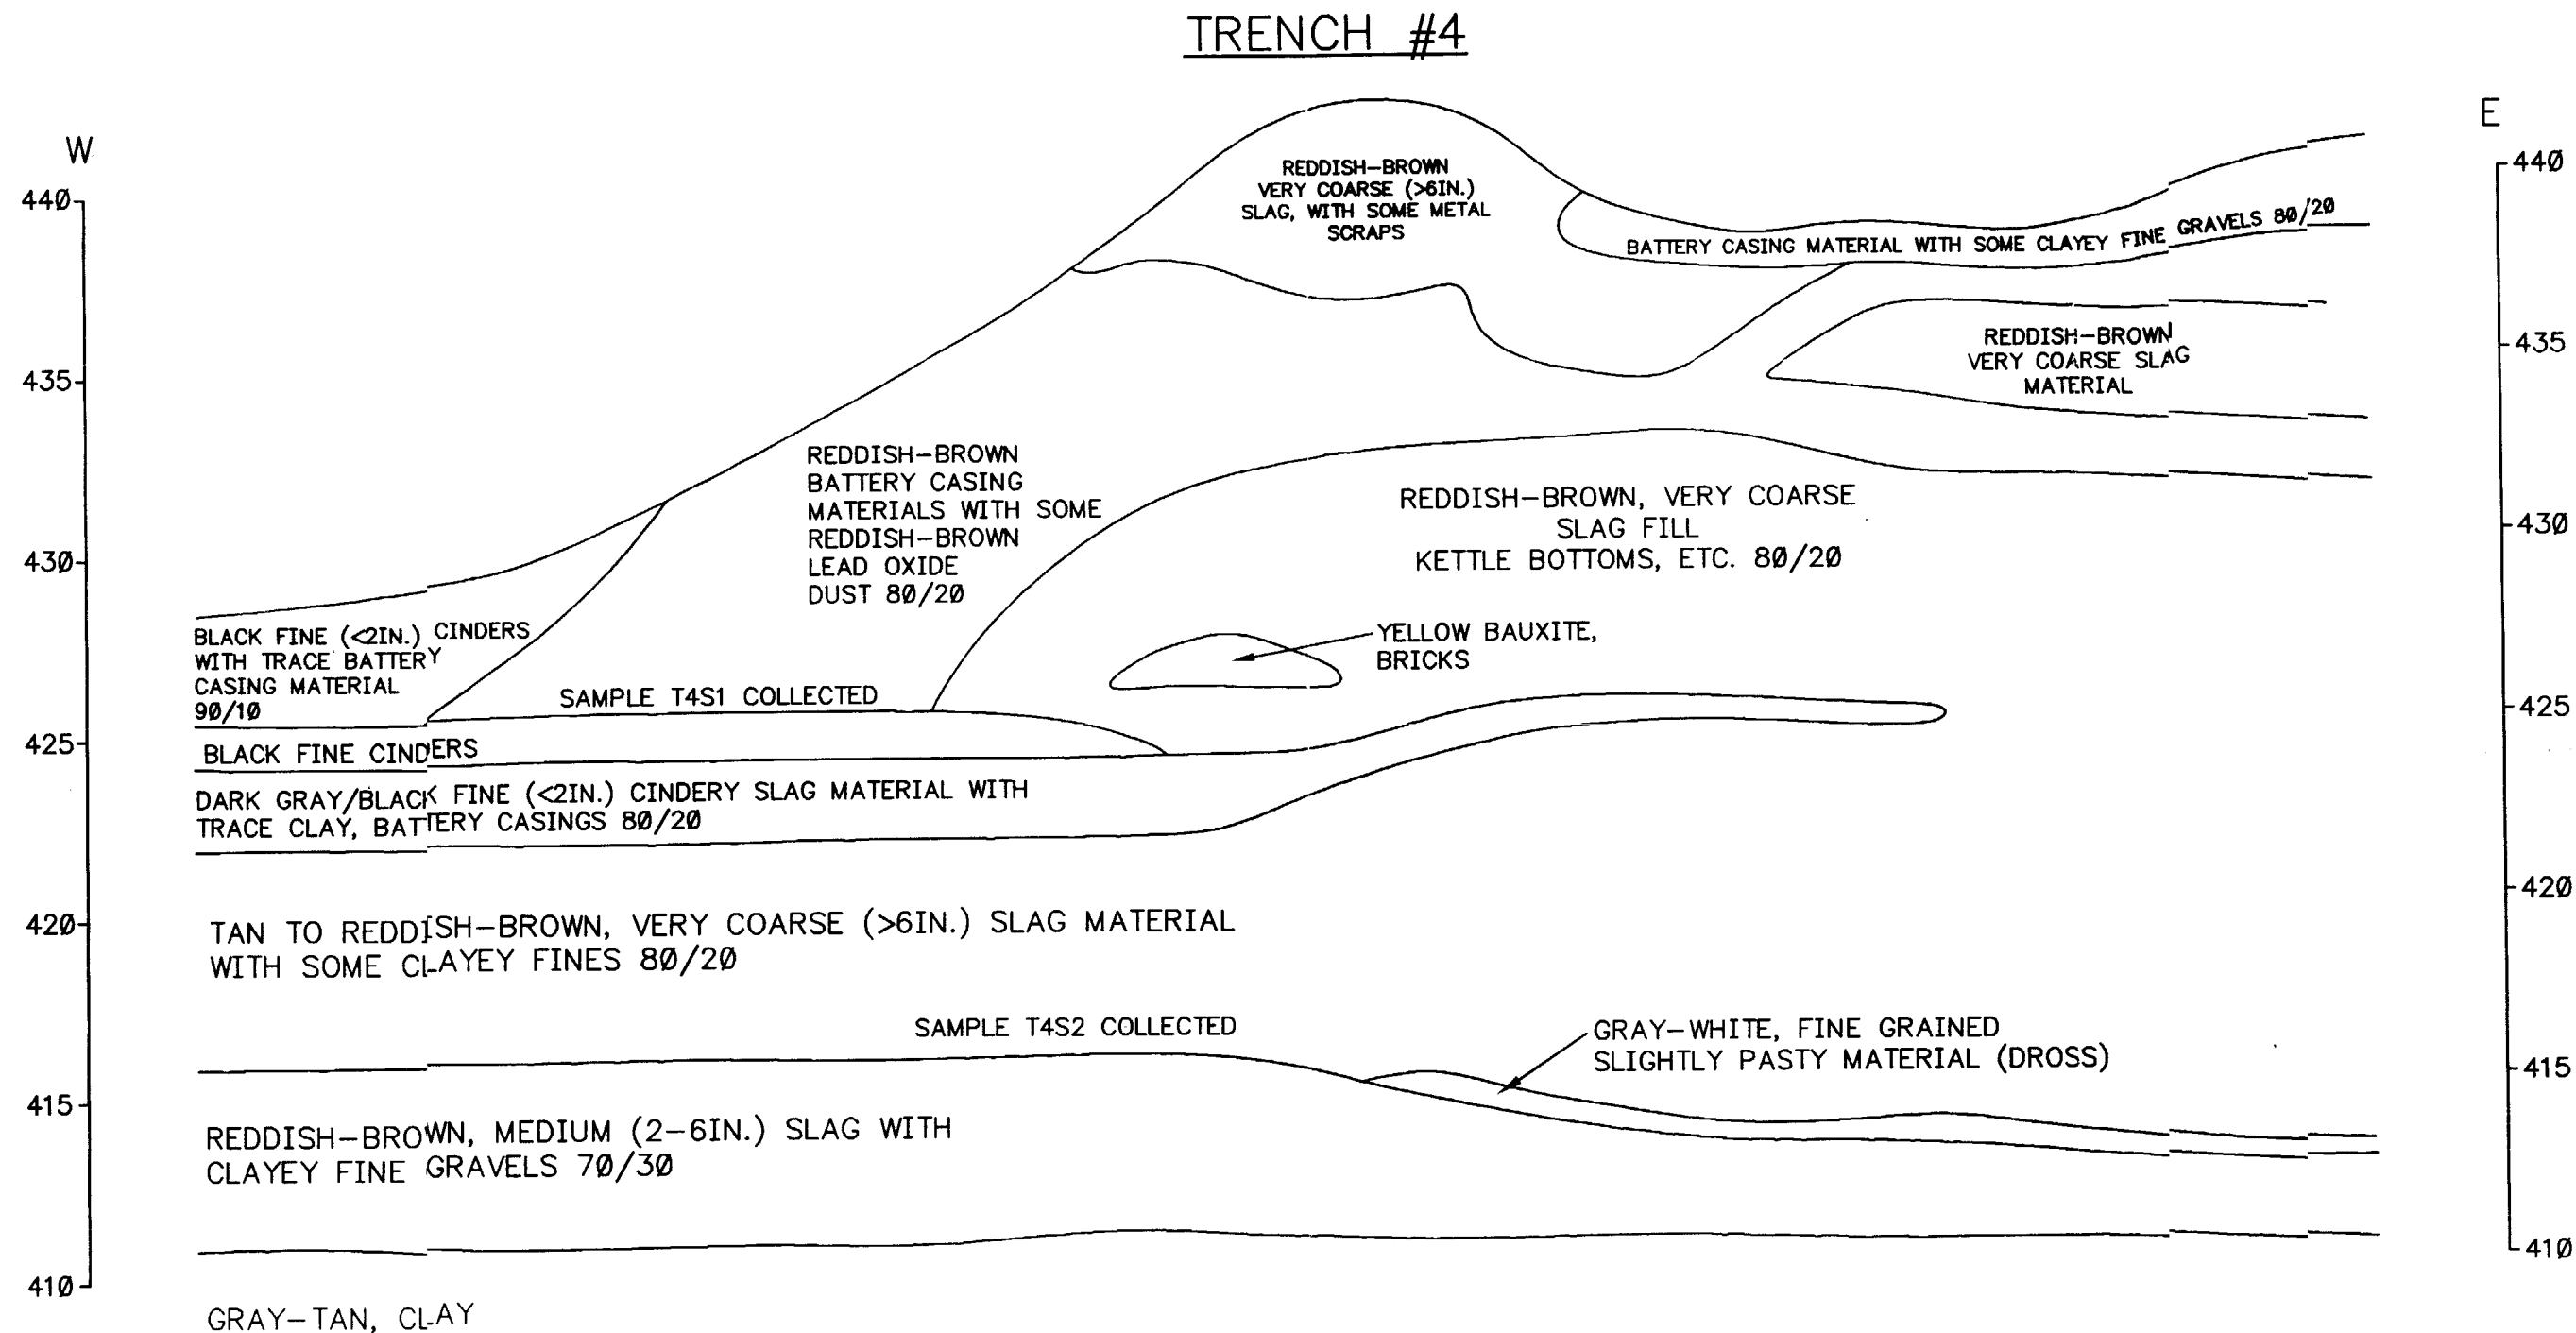 TRENCH #4
W
E
440
435
430
425
420
415
410
440
435
430
425
420
415
410
REDDISH-BROWN
VERY COARSE (>6IN.)
SLAG, WITH SOME METAL
SCRAPS
BATTERY CASING MATERIAL WITH SOME CLAYEY FINE GRAVELS 80/20
REDDISH-BROWN
VERY COARSE SLAG
MATERIAL
REDDISH-BROWN
BATTERY CASING
MATERIALS WITH SOME
REDDISH-BROWN
LEAD OXIDE
DUST 80/20
REDDISH-BROWN, VERY COARSE
SLAG FILL
KETTLE BOTTOMS, ETC. 80/20
YELLOW BAUXITE,
BRICKS
BLACK FINE (<2IN.) CINDERS
WITH TRACE BATTERY
CASING MATERIAL
90/10
SAMPLE T4S1 COLLECTED
BLACK FINE CINDERS
DARK GRAY/BLACK FINE (<2IN.) CINDERY SLAG MATERIAL WITH
TRACE CLAY, BATTERY CASINGS 80/20
TAN TO REDDISH-BROWN, VERY COARSE (>6IN.) SLAG MATERIAL
WITH SOME CLAYEY FINES 80/20
SAMPLE T4S2 COLLECTED
GRAY-WHITE, FINE GRAINED
SLIGHTLY PASTY MATERIAL (DROSS)
REDDISH-BROWN, MEDIUM (2-6IN.) SLAG WITH
CLAYEY FINE GRAVELS 70/30
GRAY-TAN, CLAY